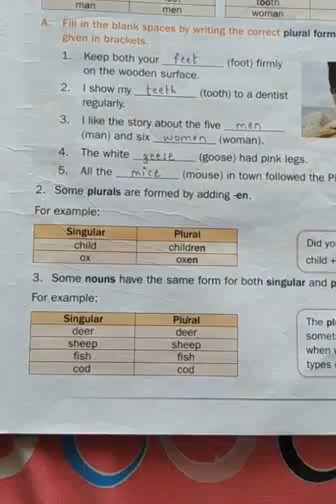 man
men
tooth
woman
A. Fill in the blank spaces by writing the correct plural form
given in brackets.
1. Keep both your feet (foot) firmly
on the wooden surface.
2. I show my teeth (tooth) to a dentist
regularly.
3. I like the story about the five men
(man) and six women (woman).
4. The white geese (goose) had pink legs.
5. All the mice (mouse) in town followed the Pi
2. Some plurals are formed by adding -en.
For example:
Singular Plural
child children
ox oxen
Did yo
child +
3. Some nouns have the same form for both singular and p
For example:
Singular Plural
deer deer
sheep sheep
fish fish
cod cod
The pl
somet
when
types